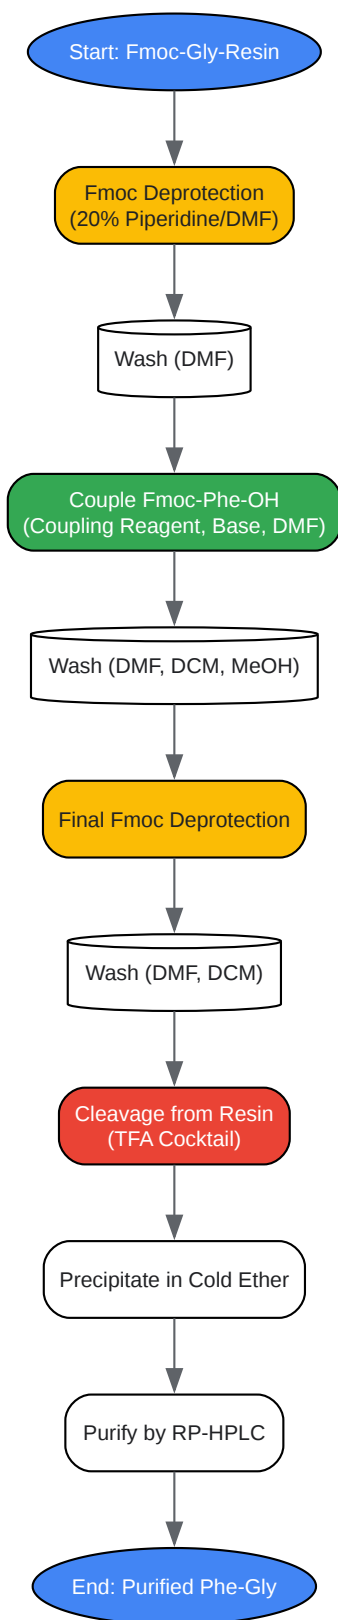 Start: Fmoc-Gly-Resin
Fmoc Deprotection
(20% Piperidine/DMF)
Wash (DMF)
Couple Fmoc-Phe-OH
(Coupling Reagent, Base, DMF)
Wash (DMF, DCM, MeOH)
Final Fmoc Deprotection
Wash (DMF, DCM)
Cleavage from Resin
(TFA Cocktail)
Precipitate in Cold Ether
Purify by RP-HPLC
End: Purified Phe-Gly